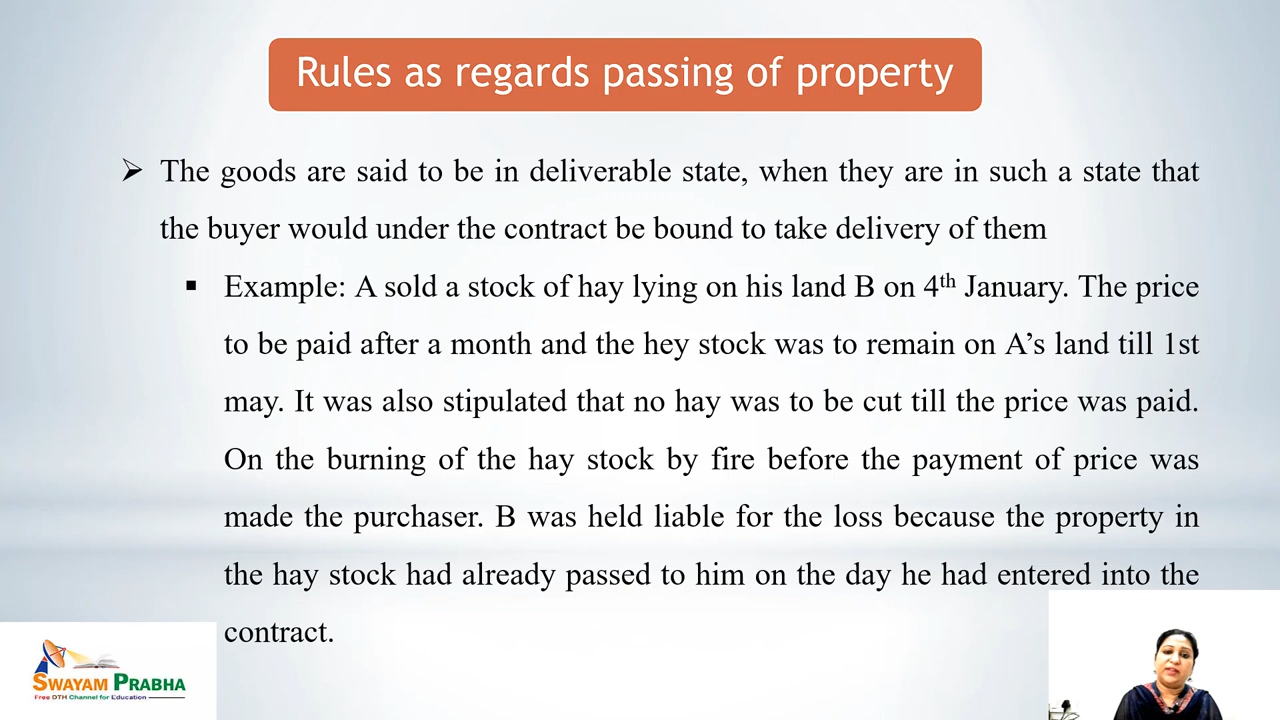 Rules as regards passing of property
➢ The goods are said to be in deliverable state, when they are in such a state that
the buyer would under the contract be bound to take delivery of them
▪ Example: A sold a stock of hay lying on his land B on 4th January. The price
to be paid after a month and the hey stock was to remain on A’s land till 1st
may. It was also stipulated that no hay was to be cut till the price was paid.
On the burning of the hay stock by fire before the payment of price was
made the purchaser. B was held liable for the loss because the property in
the hay stock had already passed to him on the day he had entered into the
contract.
SWAYAM PRABHA
Free DTH Channel for Education